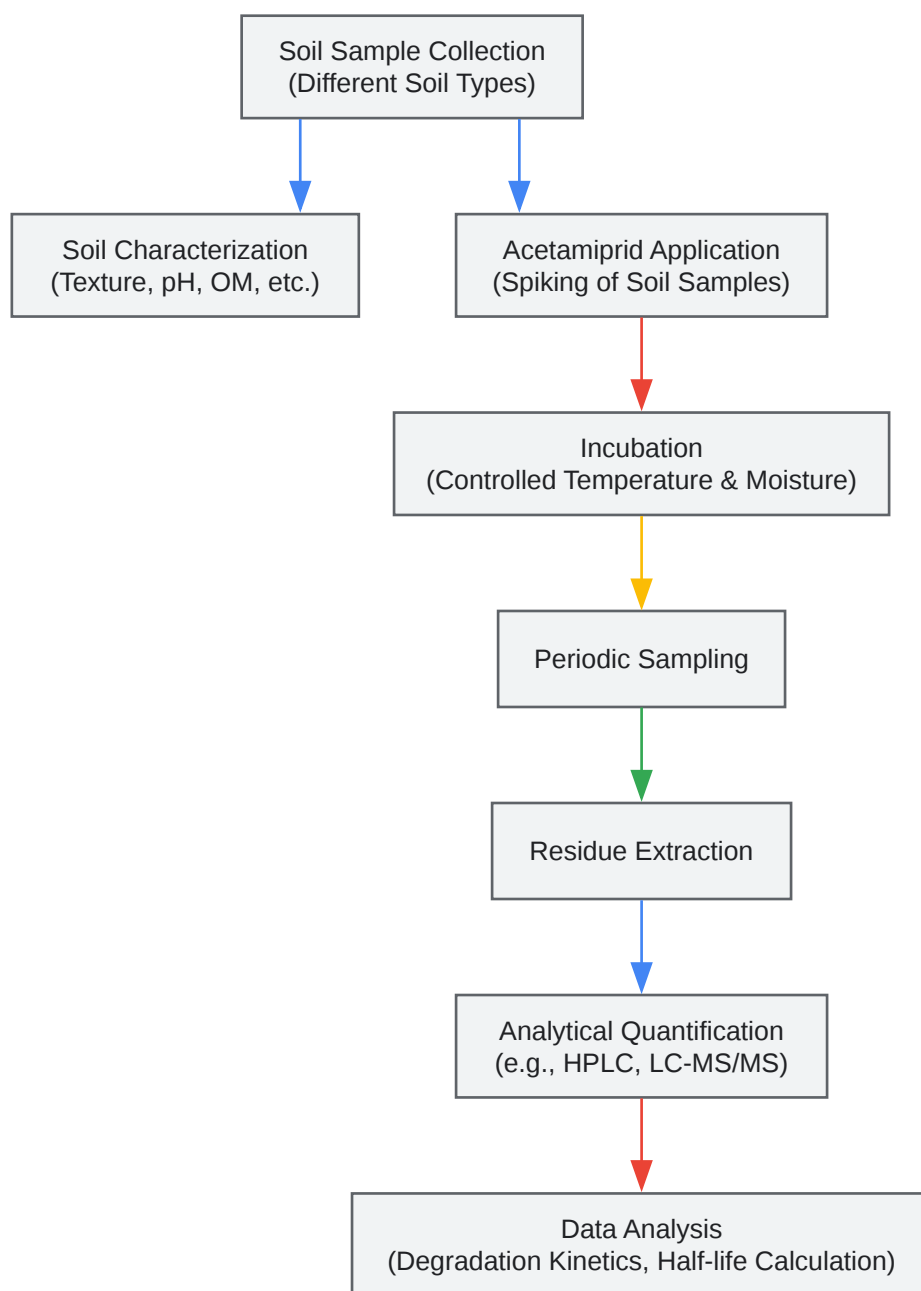 Soil Sample Collection
(Different Soil Types)
Soil Characterization
(Texture, pH, OM, etc.)
Acetamiprid Application
(Spiking of Soil Samples)
Incubation
(Controlled Temperature & Moisture)
Periodic Sampling
Residue Extraction
Analytical Quantification
(e.g., HPLC, LC-MS/MS)
Data Analysis
(Degradation Kinetics, Half-life Calculation)